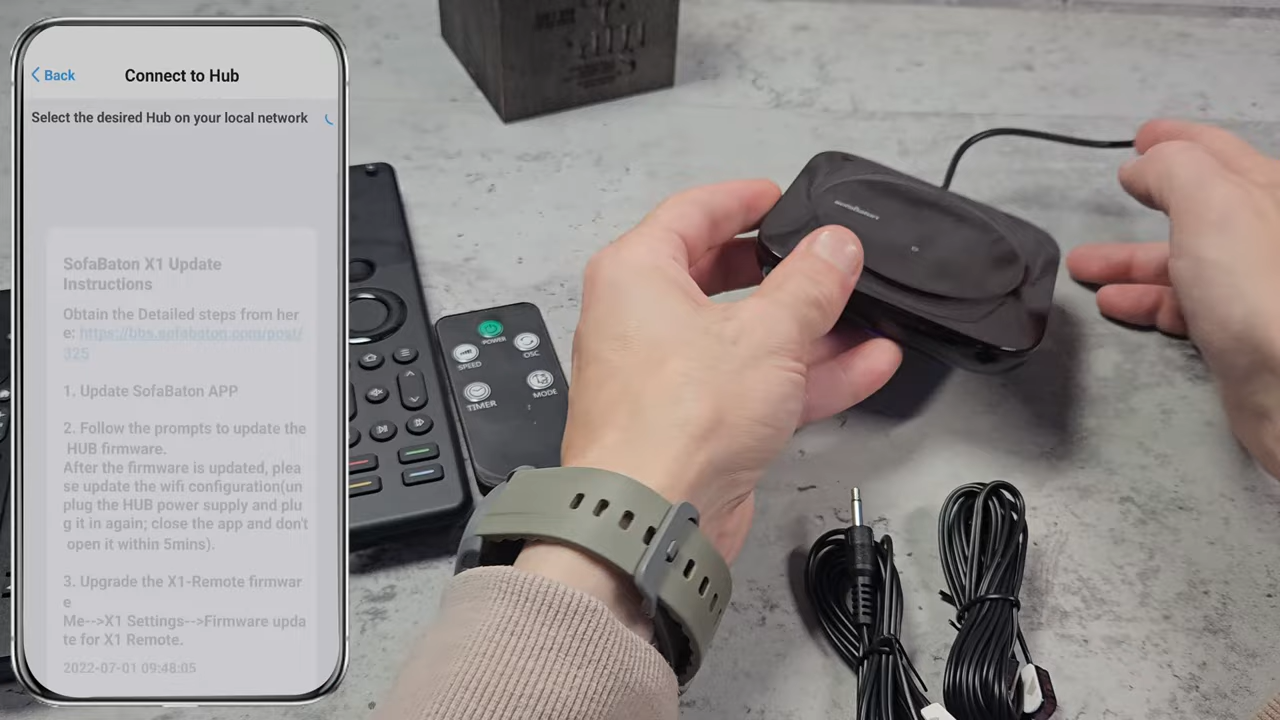 Back
Connect to Hub
Select the desired Hub on your local network
SofaBaton X1 Update
Instructions
Obtain the Detailed steps from her
e: https://bbs.sofabaton.com/post/
325
1. Update SofaBaton APP
2. Follow the prompts to update the
HUB firmware.
After the firmware is updated, plea
se update the wifi configuration(un
plug the HUB power supply and plu
g it in again; close the app and don't
open it within 5mins).
3. Upgrade the X1-Remote firmwar
e
Me-->X1 Settings-->Firmware upda
te for X1 Remote.
2022-07-01 09:48:05
POWER
SPEED
OSC
TIMER
MODE
sofabaton